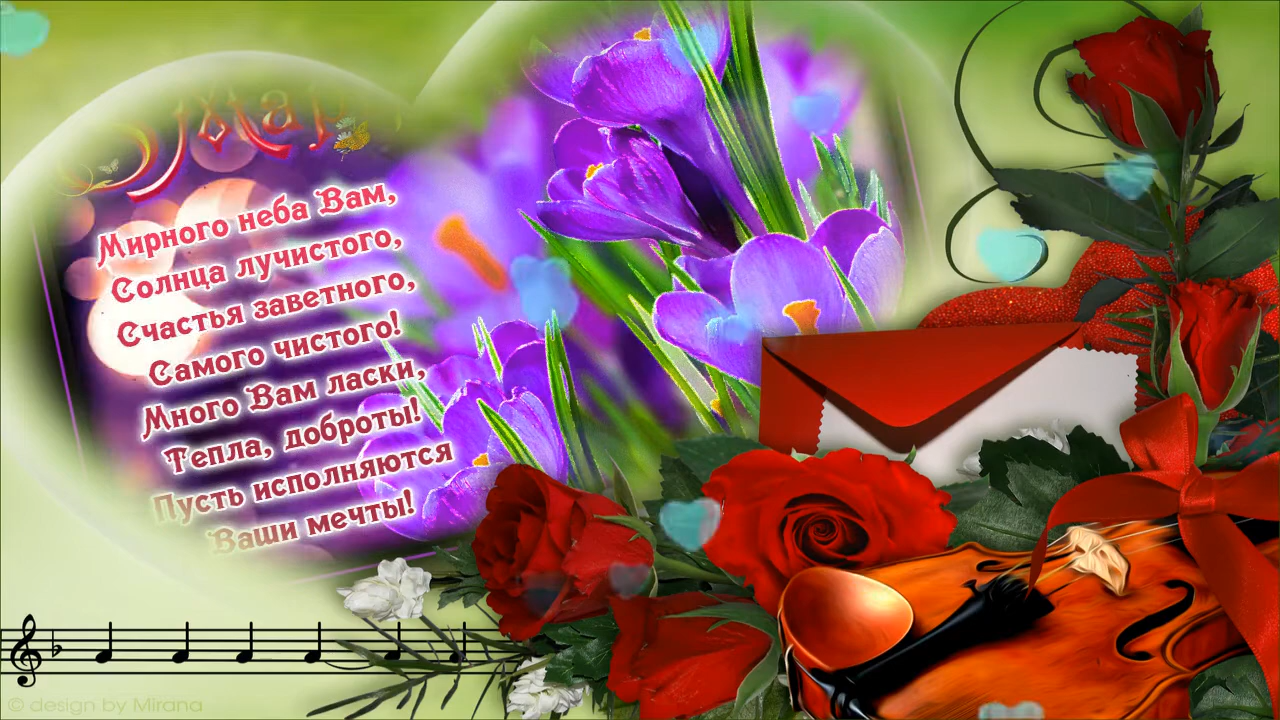 Мирного неба Вам,
Солнца лучистого,
Счастья заветного,
Самого чистого!
Много Вам ласки,
Тепла, доброты!
Пусть исполняются
Ваши мечты!
© design by Mirana